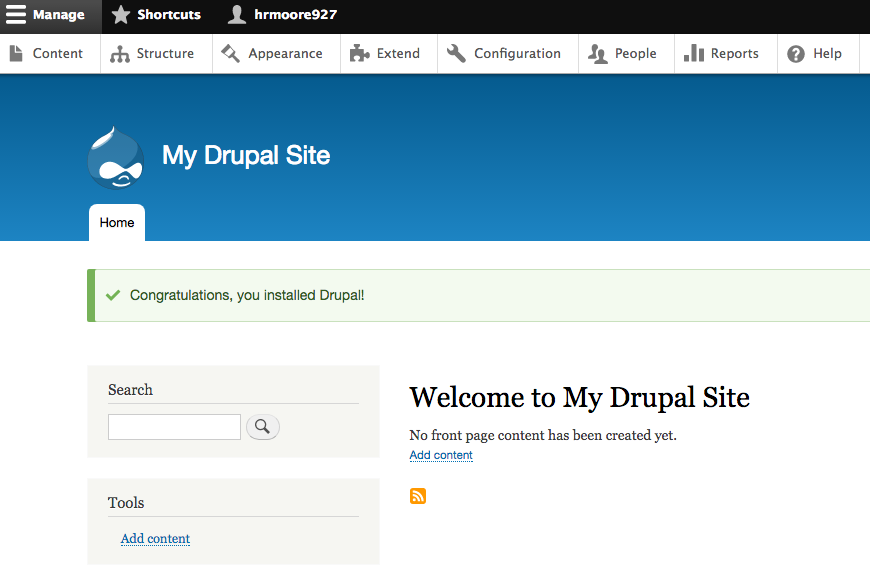 Manage Shortcuts hrmoore927
Content Structure Appearance Extend Configuration People Reports Help
My Drupal Site
Home
Congratulations, you installed Drupal!
Search
Welcome to My Drupal Site
No front page content has been created yet.
Add content
Tools
Add content